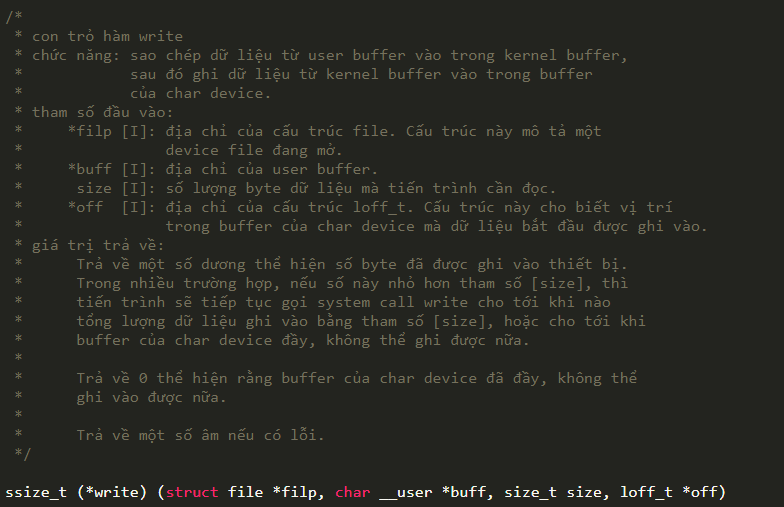 /*
 * con trỏ hàm write
 * chức năng: sao chép dữ liệu từ user buffer vào trong kernel buffer,
 *            sau đó ghi dữ liệu từ kernel buffer vào trong buffer
 *            của char device.
 * tham số đầu vào:
 *     *filp [I]: địa chỉ của cấu trúc file. Cấu trúc này mô tả một
 *                device file đang mở.
 *     *buff [I]: địa chỉ của user buffer.
 *      size [I]: số lượng byte dữ liệu mà tiến trình cần đọc.
 *     *off  [I]: địa chỉ của cấu trúc loff_t. Cấu trúc này cho biết vị trí
 *                trong buffer của char device mà dữ liệu bắt đầu được ghi vào.
 * giá trị trả về:
 *      Trả về một số dương thể hiện số byte đã được ghi vào thiết bị.
 *      Trong nhiều trường hợp, nếu số này nhỏ hơn tham số [size], thì
 *      tiến trình sẽ tiếp tục gọi system call write cho tới khi nào
 *      tổng lượng dữ liệu ghi vào bằng tham số [size], hoặc cho tới khi
 *      buffer của char device đầy, không thể ghi được nữa.
 *
 *      Trả về 0 thể hiện rằng buffer của char device đã đầy, không thể
 *      ghi vào được nữa.
 *
 *      Trả về một số âm nếu có lỗi.
 */
ssize_t (*write) (struct file *filp, char __user *buff, size_t size, loff_t *off)